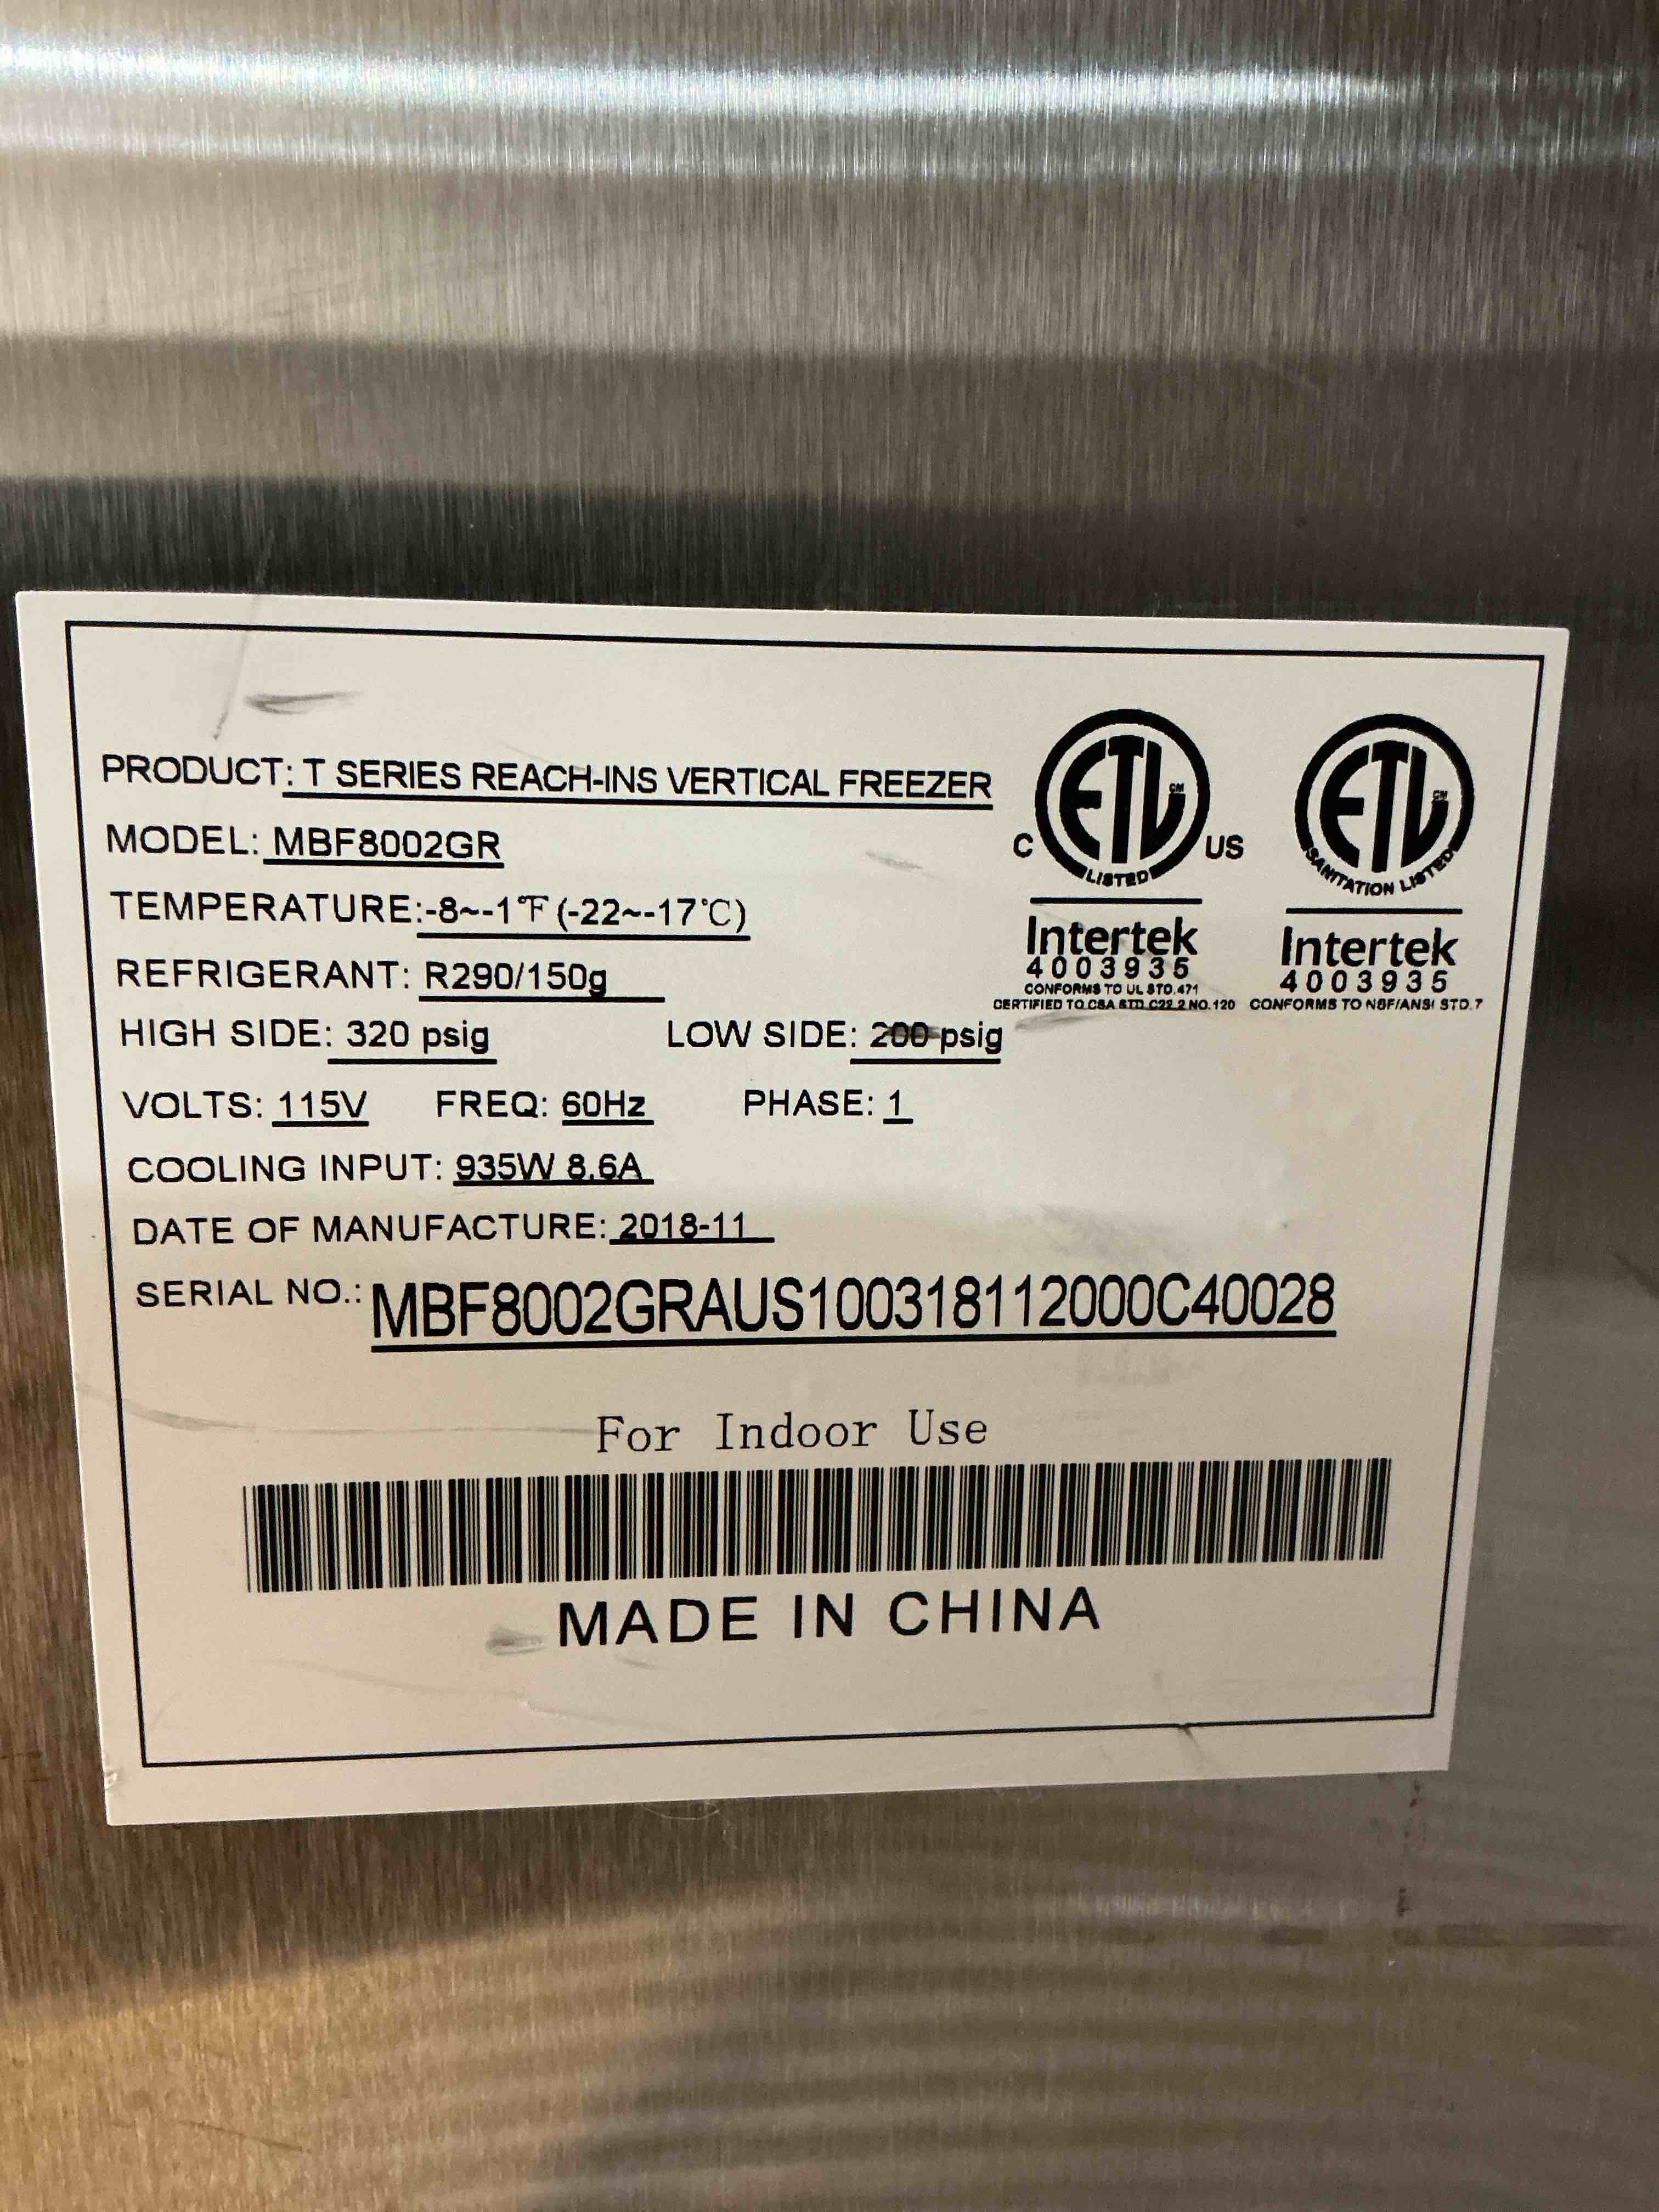 PRODUCT: T SERIES REACH-INS VERTICAL FREEZER
MODEL: MBF8002GR
TEMPERATURE:-8~-1℉(-22~-17℃)
REFRIGERANT: R290/150g
HIGH SIDE: 320 psig LOW SIDE: 200 psig
VOLTS: 115V FREQ: 60Hz PHASE: 1
COOLING INPUT: 935W 8.6A
DATE OF MANUFACTURE: 2018-11
SERIAL NO.: MBF8002GRAUS100318112000C40028
C ETL CM US
LISTED
Intertek
4003935
CONFORMS TO UL STD.471
CERTIFIED TO CSA STD C22.2 NO.120
ETL CM
SANITATION LISTED
Intertek
4003935
CONFORMS TO NSF/ANSI STD.7
For Indoor Use
MADE IN CHINA